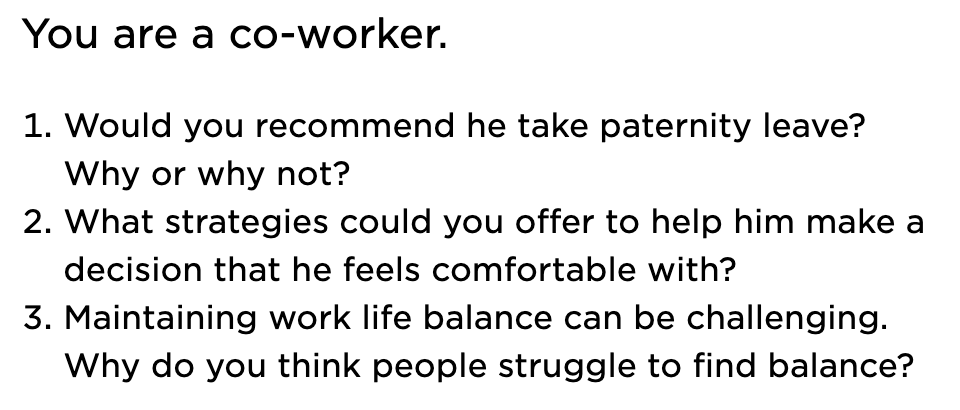 You are a co-worker.
1. Would you recommend he take paternity leave?
Why or why not?
2. What strategies could you offer to help him make a
decision that he feels comfortable with?
3. Maintaining work life balance can be challenging.
Why do you think people struggle to find balance?